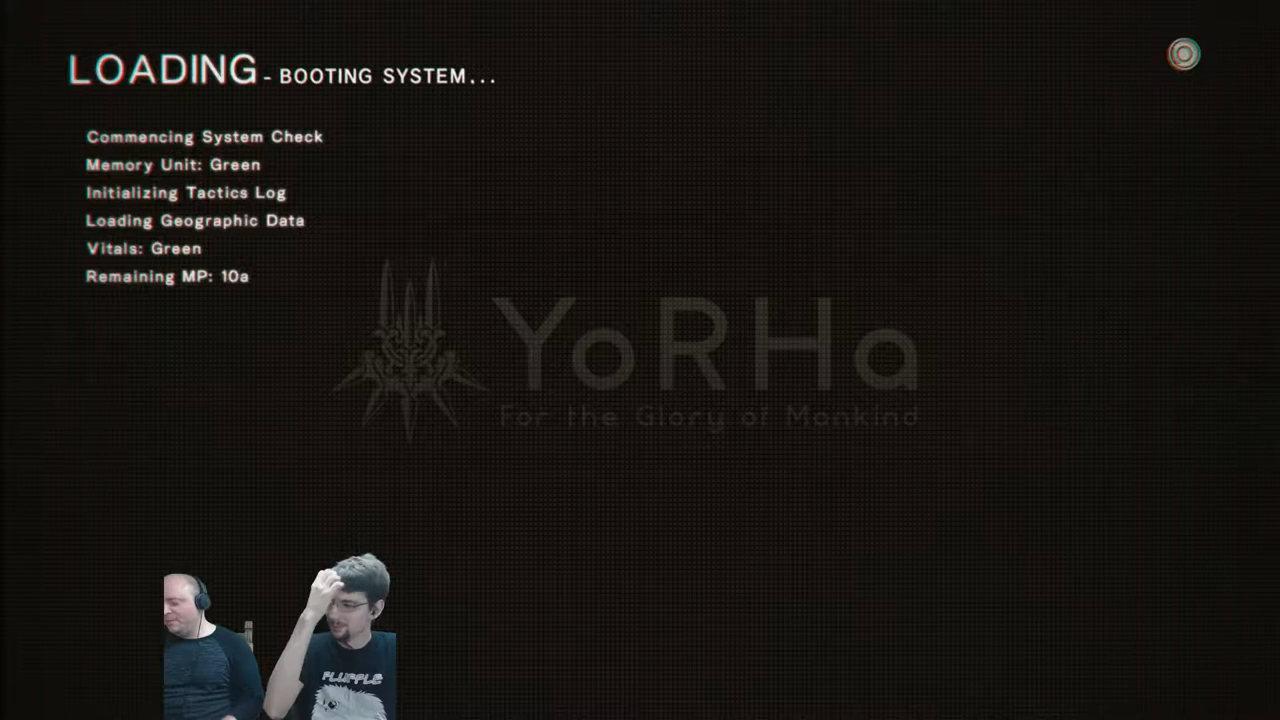 LOADING - BOOTING SYSTEM...
Commencing System Check
Memory Unit: Green
Initializing Tactics Log
Loading Geographic Data
Vitals: Green
Remaining MP: 10a
YoRHa
For the Glory of Mankind
FLUFFLE